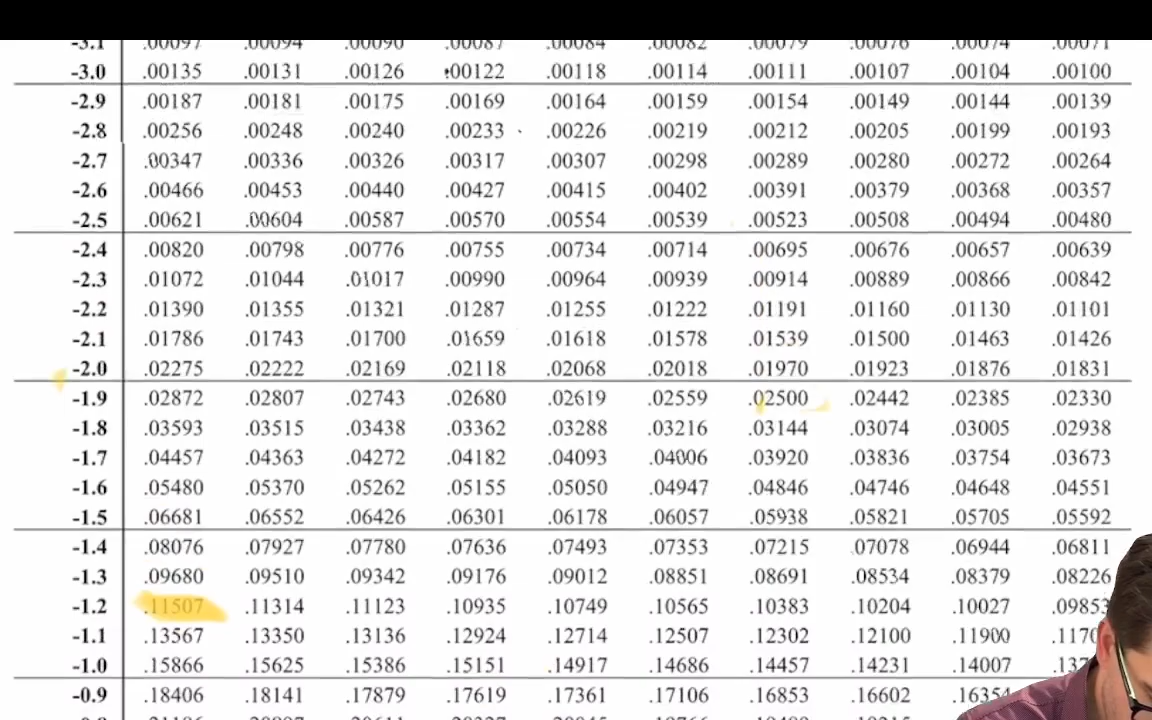 -3.1 .00097 .00094 .00090 .00087 .00084 .00082 .00079 .00076 .00074 .00071
-3.0 .00135 .00131 .00126 .00122 .00118 .00114 .00111 .00107 .00104 .00100
-2.9 .00187 .00181 .00175 .00169 .00164 .00159 .00154 .00149 .00144 .00139
-2.8 .00256 .00248 .00240 .00233 .00226 .00219 .00212 .00205 .00199 .00193
-2.7 .00347 .00336 .00326 .00317 .00307 .00298 .00289 .00280 .00272 .00264
-2.6 .00466 .00453 .00440 .00427 .00415 .00402 .00391 .00379 .00368 .00357
-2.5 .00621 .00604 .00587 .00570 .00554 .00539 .00523 .00508 .00494 .00480
-2.4 .00820 .00798 .00776 .00755 .00734 .00714 .00695 .00676 .00657 .00639
-2.3 .01072 .01044 .01017 .00990 .00964 .00939 .00914 .00889 .00866 .00842
-2.2 .01390 .01355 .01321 .01287 .01255 .01222 .01191 .01160 .01130 .01101
-2.1 .01786 .01743 .01700 .01659 .01618 .01578 .01539 .01500 .01463 .01426
-2.0 .02275 .02222 .02169 .02118 .02068 .02018 .01970 .01923 .01876 .01831
-1.9 .02872 .02807 .02743 .02680 .02619 .02559 .02500 .02442 .02385 .02330
-1.8 .03593 .03515 .03438 .03362 .03288 .03216 .03144 .03074 .03005 .02938
-1.7 .04457 .04363 .04272 .04182 .04093 .04006 .03920 .03836 .03754 .03673
-1.6 .05480 .05370 .05262 .05155 .05050 .04947 .04846 .04746 .04648 .04551
-1.5 .06681 .06552 .06426 .06301 .06178 .06057 .05938 .05821 .05705 .05592
-1.4 .08076 .07927 .07780 .07636 .07493 .07353 .07215 .07078 .06944 .06811
-1.3 .09680 .09510 .09342 .09176 .09012 .08851 .08691 .08534 .08379 .08226
-1.2 .11507 .11314 .11123 .10935 .10749 .10565 .10383 .10204 .10027 .09853
-1.1 .13567 .13350 .13136 .12924 .12714 .12507 .12302 .12100 .11900
-1.0 .15866 .15625 .15386 .15151 .14917 .14686 .14457 .14231 .14007
-0.9 .18406 .18141 .17879 .17619 .17361 .17106 .16853 .16602 .16354